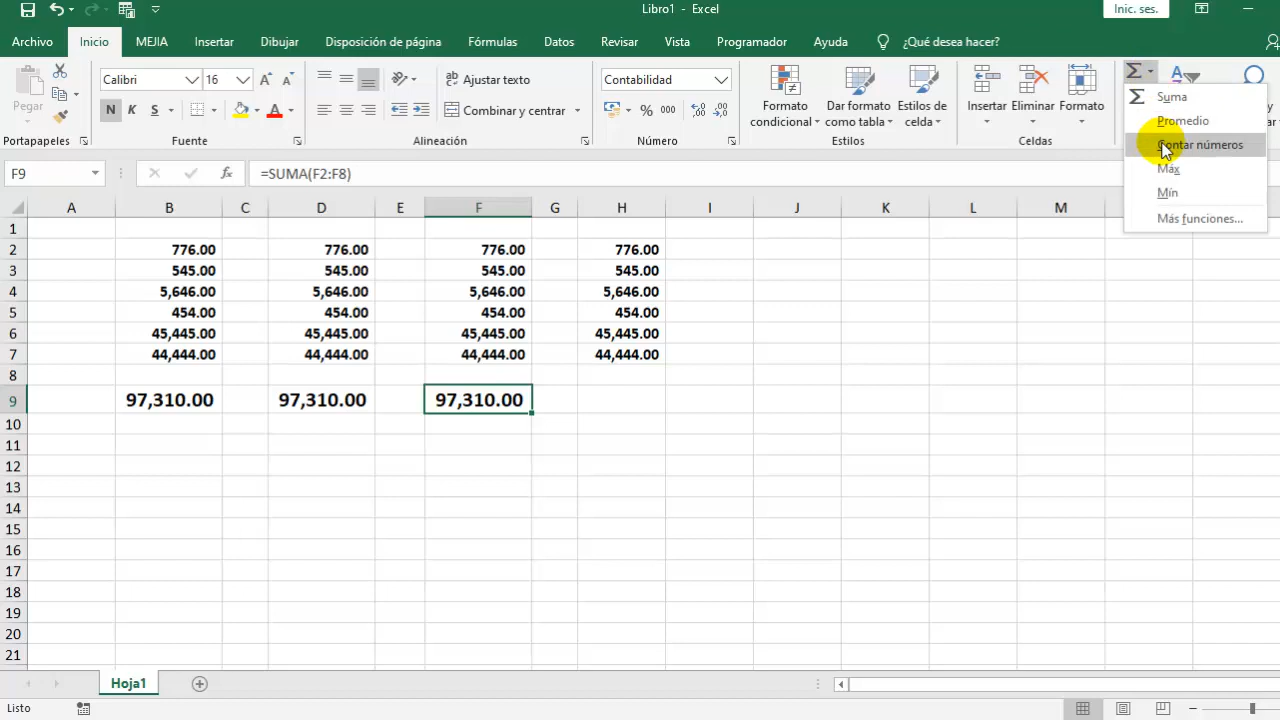 Libro1 - Excel
Inic. ses.
Archivo Inicio MEJIA Insertar Dibujar Disposición de página Fórmulas Datos Revisar Vista Programador Ayuda ¿Qué desea hacer?
Pegar
Portapapeles
Calibri 16
N K S
A A
Fuente
Ajustar texto
Combinar y centrar
Alineación
Contabilidad
% 000
Número
Formato condicional
Dar formato como tabla
Estilos de celda
Estilos
Insertar Eliminar Formato
Celdas
Σ
Suma
Promedio
Contar números
Máx
Mín
Más funciones...
F9
fx
=SUMA(F2:F8)
A B C D E F G H I J K L M
1
2 776.00 776.00 776.00 776.00
3 545.00 545.00 545.00 545.00
4 5,646.00 5,646.00 5,646.00 5,646.00
5 454.00 454.00 454.00 454.00
6 45,445.00 45,445.00 45,445.00 45,445.00
7 44,444.00 44,444.00 44,444.00 44,444.00
8
9 97,310.00 97,310.00 97,310.00
10
11
12
13
14
15
16
17
18
19
20
21
Hoja1
Listo